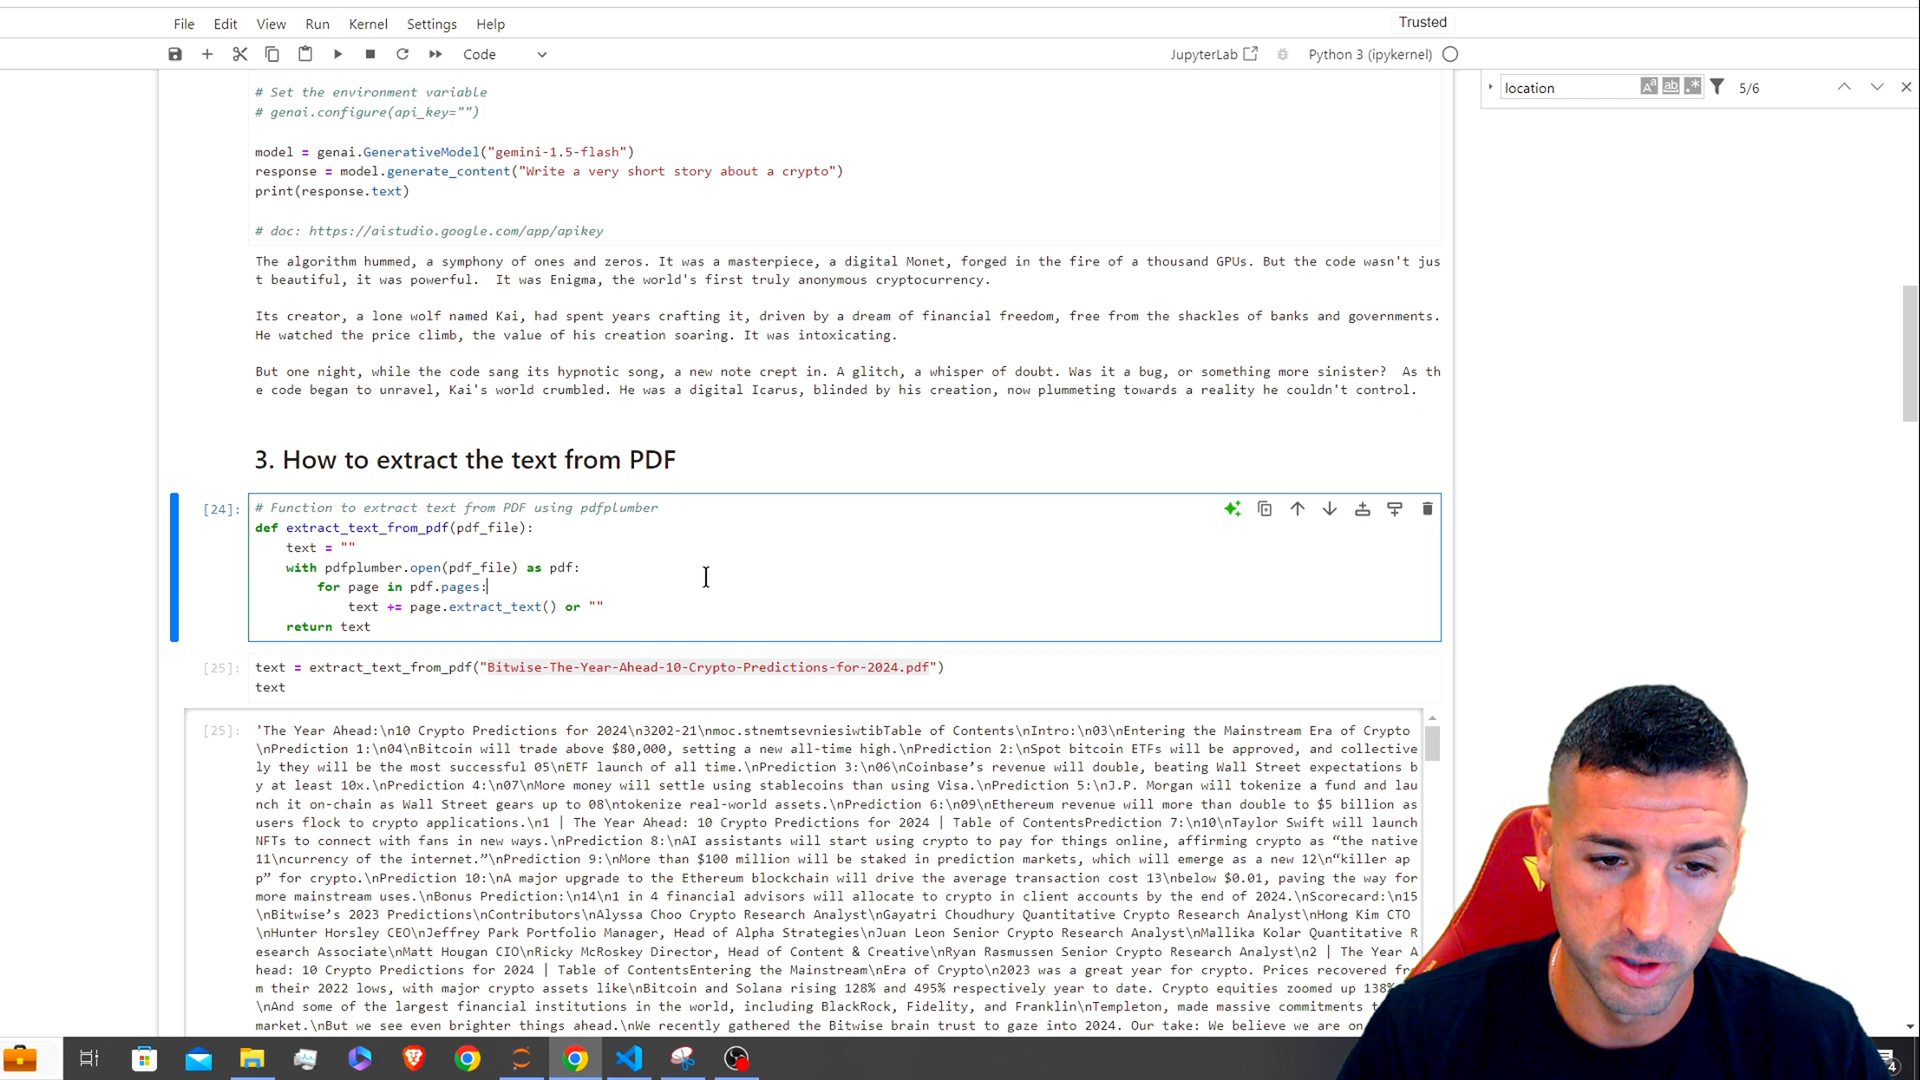 File Edit View Run Kernel Settings Help Trusted
Code JupyterLab Python 3 (ipykernel)
location 5/6
# Set the environment variable
# genai.configure(api_key="")
model = genai.GenerativeModel("gemini-1.5-flash")
response = model.generate_content("Write a very short story about a crypto")
print(response.text)
# doc: https://aistudio.google.com/app/apikey
The algorithm hummed, a symphony of ones and zeros. It was a masterpiece, a digital Monet, forged in the fire of a thousand GPUs. But the code wasn't jus
t beautiful, it was powerful.  It was Enigma, the world's first truly anonymous cryptocurrency.
Its creator, a lone wolf named Kai, had spent years crafting it, driven by a dream of financial freedom, free from the shackles of banks and governments.
He watched the price climb, the value of his creation soaring. It was intoxicating.
But one night, while the code sang its hypnotic song, a new note crept in. A glitch, a whisper of doubt. Was it a bug, or something more sinister?  As th
e code began to unravel, Kai's world crumbled. He was a digital Icarus, blinded by his creation, now plummeting towards a reality he couldn't control.
3. How to extract the text from PDF
[24]: # Function to extract text from PDF using pdfplumber
def extract_text_from_pdf(pdf_file):
text = ""
with pdfplumber.open(pdf_file) as pdf:
for page in pdf.pages:
text += page.extract_text() or ""
return text
[25]: text = extract_text_from_pdf("Bitwise-The-Year-Ahead-10-Crypto-Predictions-for-2024.pdf")
text
[25]: 'The Year Ahead:\n10 Crypto Predictions for 2024\n3202-21\nmoc.stnemtsevniesiwtibTable of Contents\nIntro:\n03\nEntering the Mainstream Era of Crypto
\nPrediction 1:\n04\nBitcoin will trade above $80,000, setting a new all-time high.\nPrediction 2:\nSpot bitcoin ETFs will be approved, and collective
ly they will be the most successful 05\nETF launch of all time.\nPrediction 3:\n06\nCoinbase’s revenue will double, beating Wall Street expectations b
y at least 10x.\nPrediction 4:\n07\nMore money will settle using stablecoins than using Visa.\nPrediction 5:\nJ.P. Morgan will tokenize a fund and lau
nch it on-chain as Wall Street gears up to 08\ntokenize real-world assets.\nPrediction 6:\n09\nEthereum revenue will more than double to $5 billion as
users flock to crypto applications.\n1 | The Year Ahead: 10 Crypto Predictions for 2024 | Table of ContentsPrediction 7:\n10\nTaylor Swift will launch
NFTs to connect with fans in new ways.\nPrediction 8:\nAI assistants will start using crypto to pay for things online, affirming crypto as “the native
11\ncurrency of the internet.”\nPrediction 9:\nMore than $100 million will be staked in prediction markets, which will emerge as a new 12\n“killer ap
p” for crypto.\nPrediction 10:\nA major upgrade to the Ethereum blockchain will drive the average transaction cost 13\nbelow $0.01, paving the way for
more mainstream uses.\nBonus Prediction:\n14\n1 in 4 financial advisors will allocate to crypto in client accounts by the end of 2024.\nScorecard:\n15
\nBitwise’s 2023 Predictions\nContributors\nAlyssa Choo Crypto Research Analyst\nGayatri Choudhury Quantitative Crypto Research Analyst\nHong Kim CTO
\nHunter Horsley CEO\nJeffrey Park Portfolio Manager, Head of Alpha Strategies\nJuan Leon Senior Crypto Research Analyst\nMallika Kolar Quantitative R
esearch Associate\nMatt Hougan CIO\nRicky McRoskey Director, Head of Content & Creative\nRyan Rasmussen Senior Crypto Research Analyst\n2 | The Year A
head: 10 Crypto Predictions for 2024 | Table of ContentsEntering the Mainstream\nEra of Crypto\n2023 was a great year for crypto. Prices recovered fr
m their 2022 lows, with major crypto assets like\nBitcoin and Solana rising 128% and 495% respectively year to date. Crypto equities zoomed up 138%
\nAnd some of the largest financial institutions in the world, including BlackRock, Fidelity, and Franklin\nTempleton, made massive commitments t
market.\nBut we see even brighter things ahead.\nWe recently gathered the Bitwise brain trust to gaze into 2024. Our take: We believe we are on
4